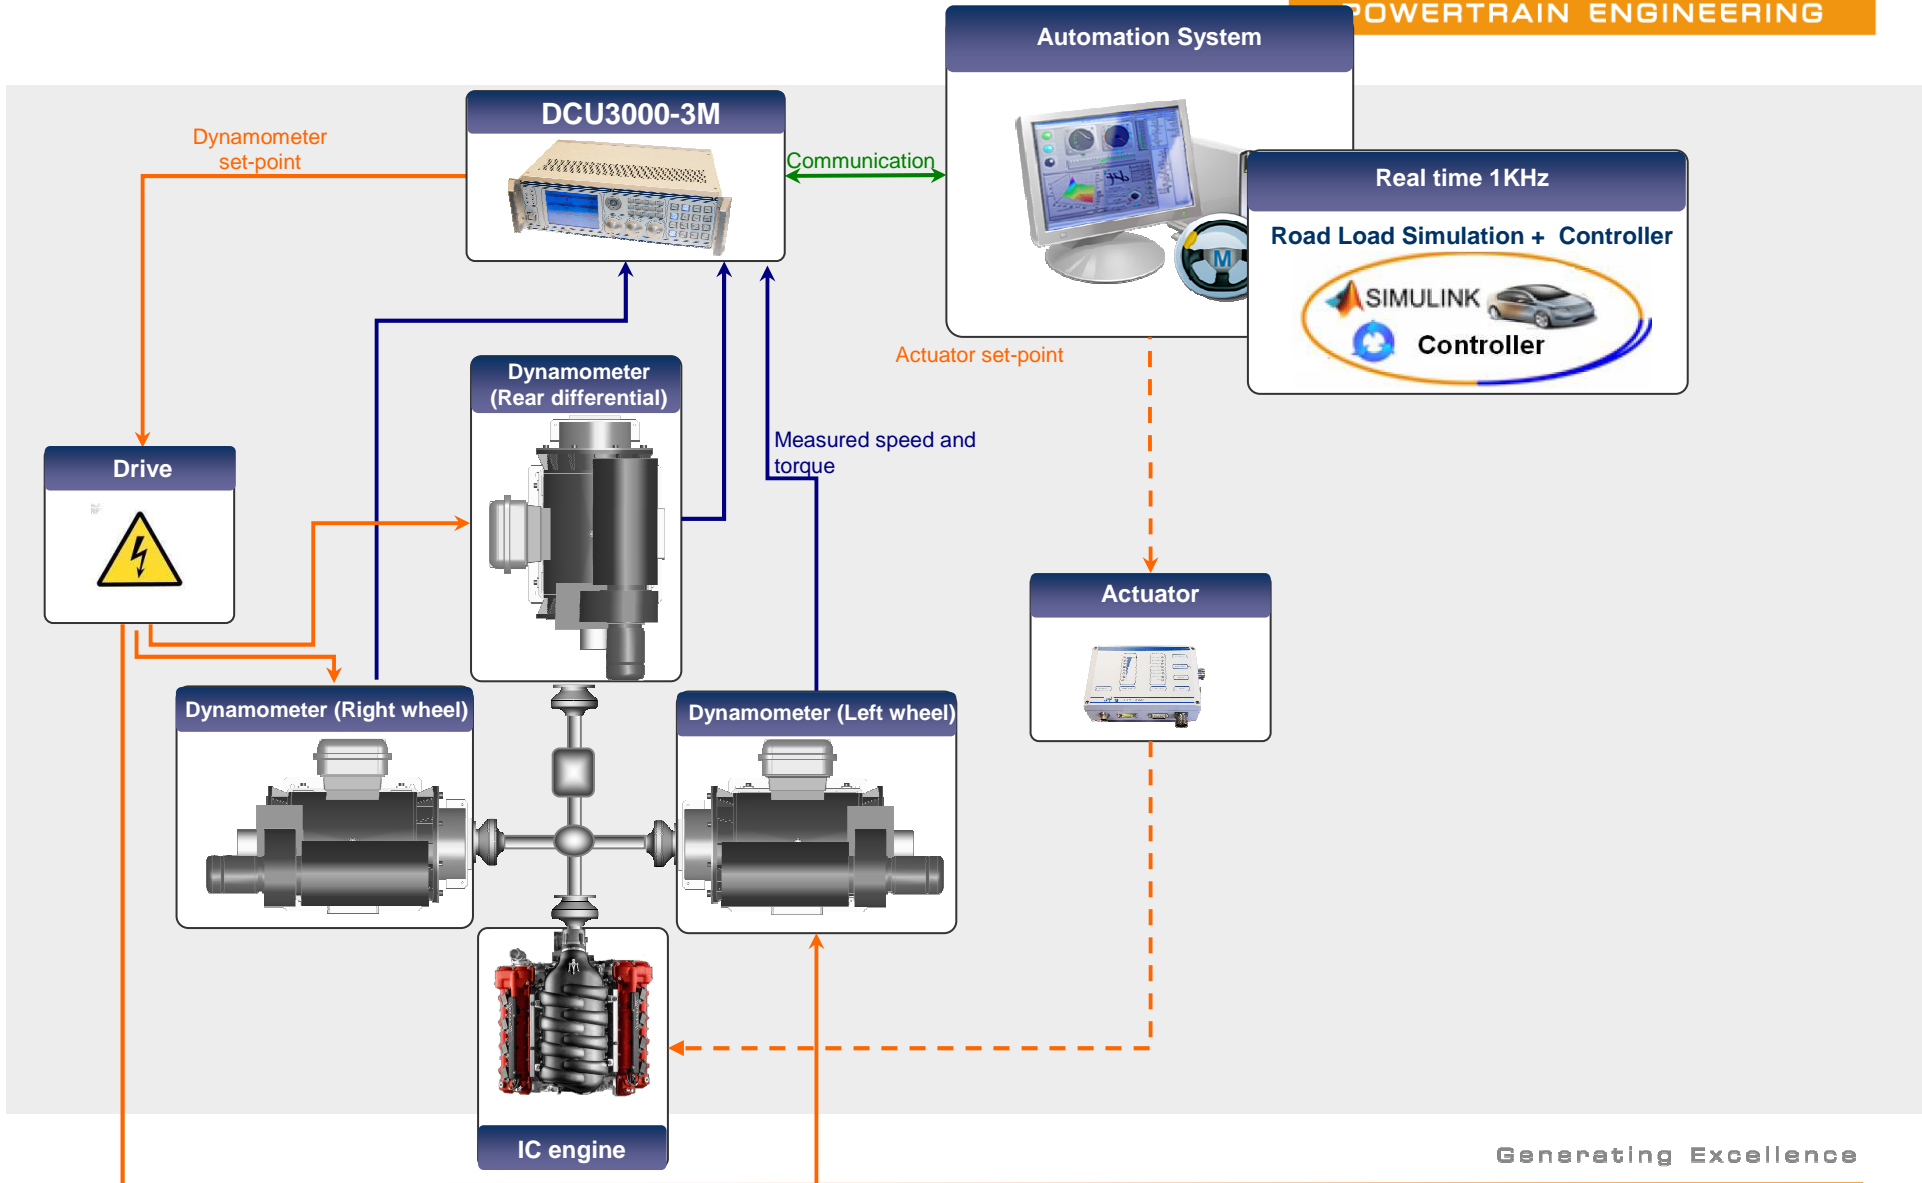 POWERTRAIN ENGINEERING
Automation System
DCU3000-3M
Dynamometer
set-point
Communication
Real time 1KHz
Road Load Simulation + Controller
SIMULINK
Controller
M
Actuator set-point
Dynamometer
(Rear differential)
Measured speed and
torque
Drive
Actuator
Dynamometer (Right wheel)
Dynamometer (Left wheel)
IC engine
Generating Excellence